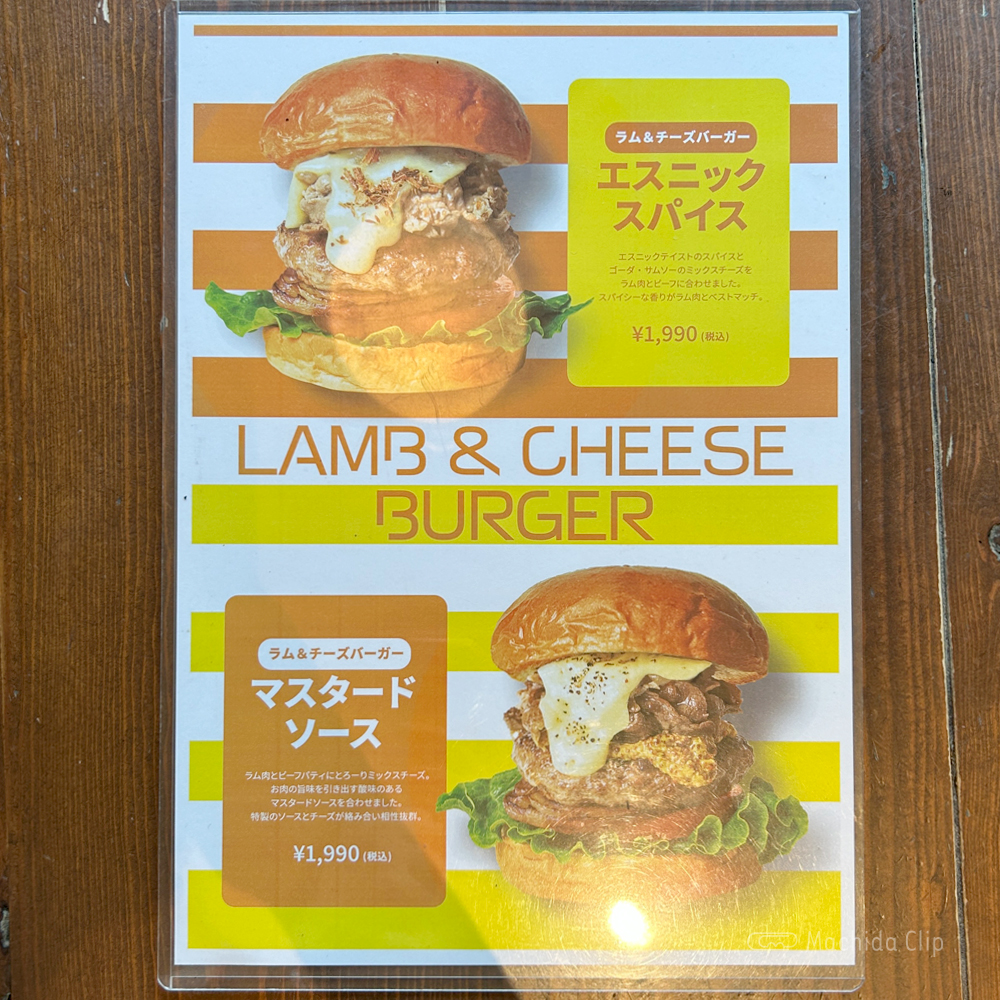 ラム＆チーズバーガー
エスニック
スパイス
エスニックテイストのスパイスと
ゴーダ・サムソーのミックスチーズを
ラム肉とビーフに合わせました。
スパイシーな香りがラム肉とベストマッチ。
¥1,990 (税込)
LAMB & CHEESE
BURGER
ラム＆チーズバーガー
マスタード
ソース
ラム肉とビーフパティにとろーりミックスチーズ。
お肉の旨味を引き出す酸味のある
マスタードソースを合わせました。
特製のソースとチーズが絡み合い相性抜群。
¥1,990 (税込)
Machida Clip